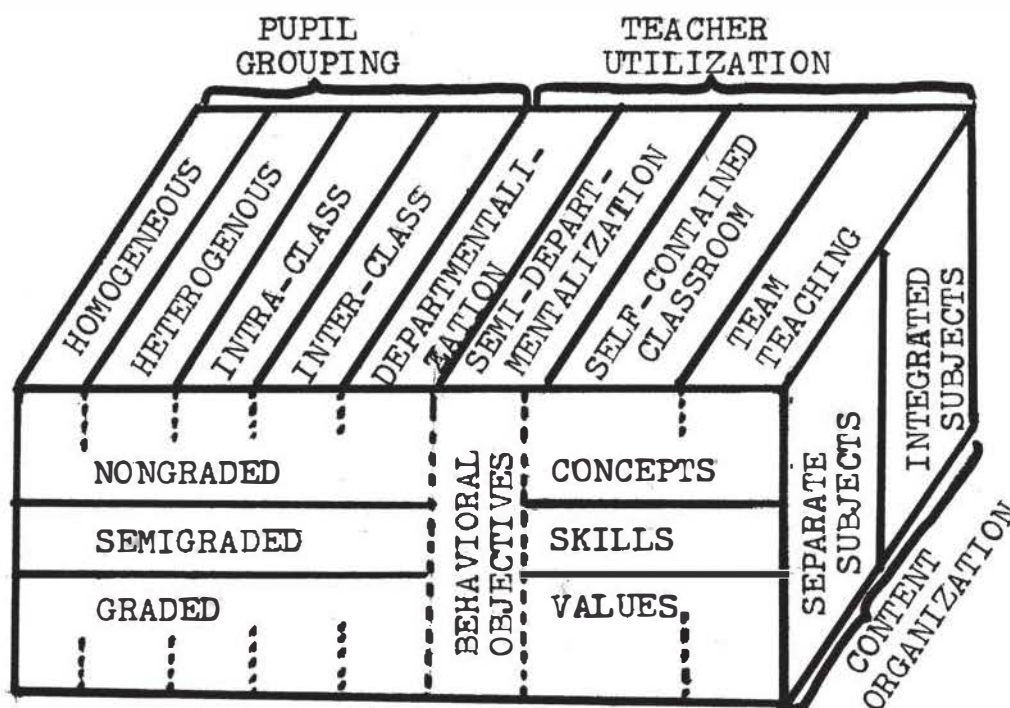 PUPIL
GROUPING
TEACHER
UTILIZATION
HOMOGENEOUS
HETEROGENOUS
INTRA-CLASS
INTER-CLASS
DEPARTMENTALI-
ZATION
SEMI-DEPART-
MENTALIZATION
SELF-CONTAINED
CLASSROOM
TEAM
TEACHING
NONGRADED
SEMIGRADED
GRADED
BEHAVIORAL
OBJECTIVES
CONCEPTS
SKILLS
VALUES
SEPARATE
SUBJECTS
INTEGRATED
SUBJECTS
CONTENT
ORGANIZATION